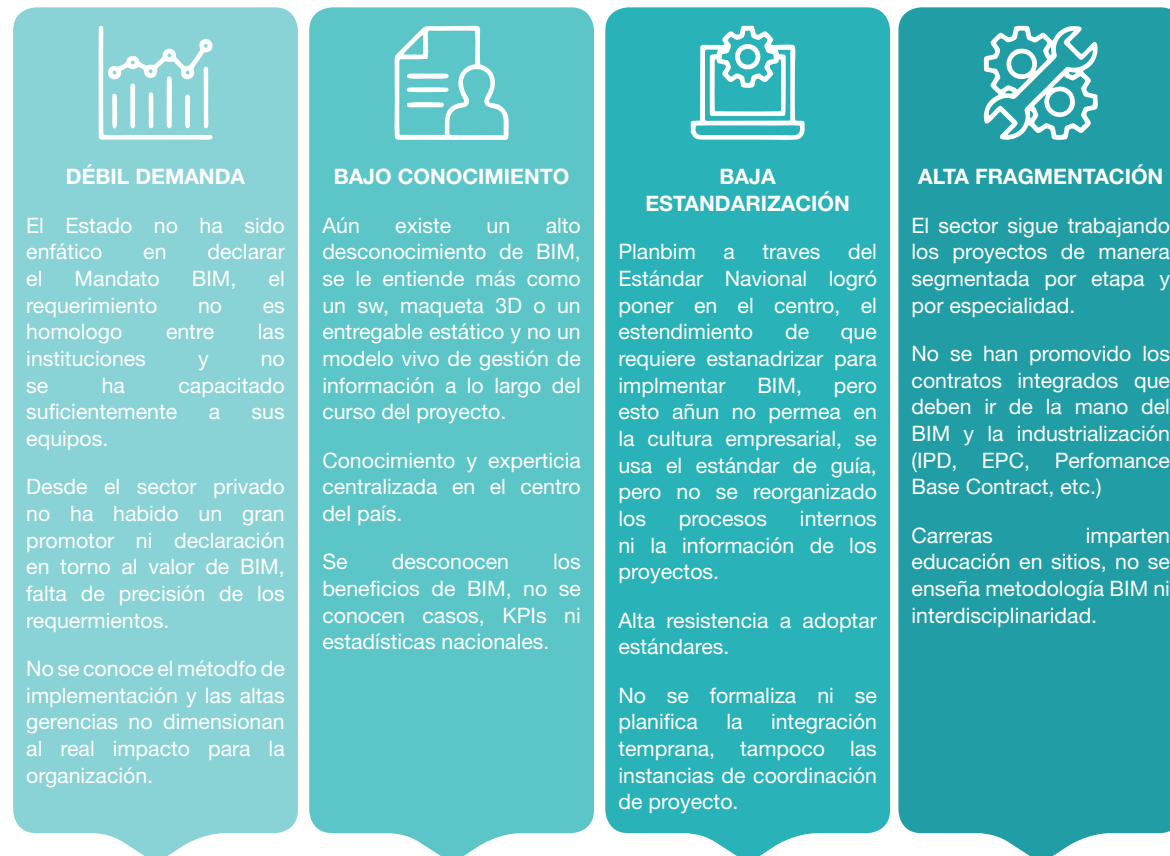 DÉBIL DEMANDA
El Estado no ha sido
enfático en declarar
el Mandato BIM, el
requerimiento no es
homologo entre las
instituciones y no
se ha capacitado
suficientemente a sus
equipos.
Desde el sector privado
no ha habido un gran
promotor ni declaración
en torno al valor de BIM,
falta de precisión de los
requermientos.
No se conoce el métodfo de
implementación y las altas
gerencias no dimensionan
al real impacto para la
organización.
BAJO CONOCIMIENTO
Aún existe un alto
desconocimiento de BIM,
se le entiende más como
un sw, maqueta 3D o un
entregable estático y no un
modelo vivo de gestión de
información a lo largo del
curso del proyecto.
Conocimiento y experticia
centralizada en el centro
del país.
Se desconocen los
beneficios de BIM, no se
conocen casos, KPIs ni
estadísticas nacionales.
BAJA
ESTANDARIZACIÓN
Planbim a traves del
Estándar Navional logró
poner en el centro, el
estendimiento de que
requiere estanadrizar para
implmentar BIM, pero
esto añun no permea en
la cultura empresarial, se
usa el estándar de guía,
pero no se reorganizado
los procesos internos
ni la información de los
proyectos.
Alta resistencia a adoptar
estándares.
No se formaliza ni se
planifica la integración
temprana, tampoco las
instancias de coordinación
de proyecto.
ALTA FRAGMENTACIÓN
El sector sigue trabajando
los proyectos de manera
segmentada por etapa y
por especialidad.
No se han promovido los
contratos integrados que
deben ir de la mano del
BIM y la industrialización
(IPD, EPC, Perfomance
Base Contract, etc.)
Carreras imparten
educación en sitios, no se
enseña metodología BIM ni
interdisciplinaridad.